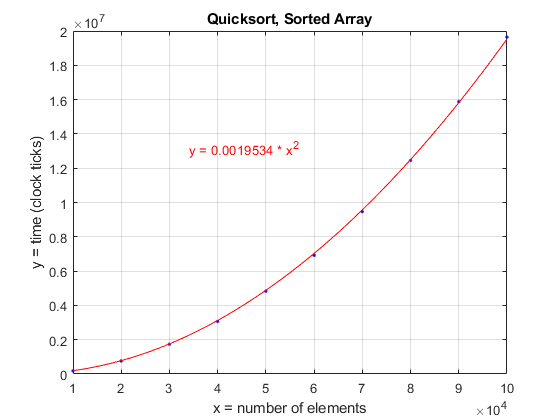 Quicksort, Sorted Array
×10^7
2
1.8
1.6
1.4
1.2
1
0.8
0.6
0.4
0.2
0
y = time (clock ticks)
y = 0.0019534 * x^2
1 2 3 4 5 6 7 8 9 10
x = number of elements
×10^4